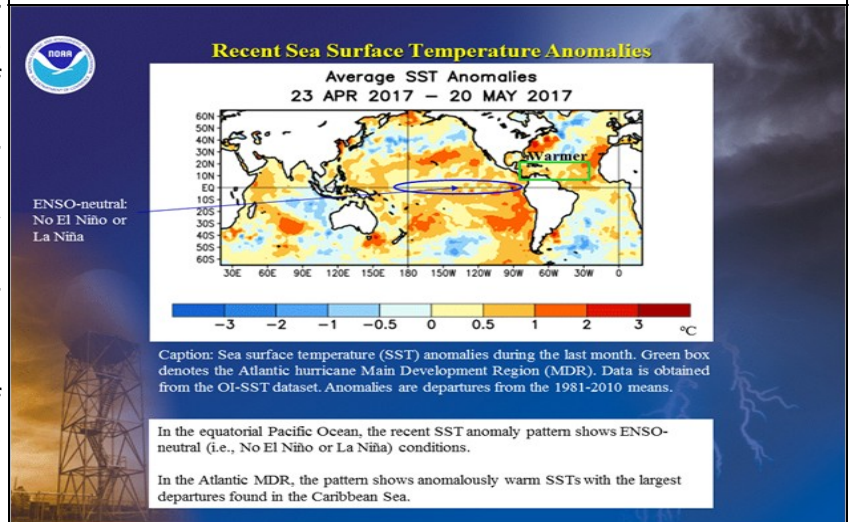 NOAA
Recent Sea Surface Temperature Anomalies
Average SST Anomalies
23 APR 2017 – 20 MAY 2017
60N
50N
40N
30N
20N
10N
EQ
10S
20S
30S
40S
50S
60S
Warmer
30E 60E 90E 120E 150E 180 150W 120W 90W 60W 30W 0
ENSO-neutral:
No El Niño or
La Niña
-3 -2 -1 -0.5 0 0.5 1 2 3 °C
Caption: Sea surface temperature (SST) anomalies during the last month. Green box
denotes the Atlantic hurricane Main Development Region (MDR). Data is obtained
from the OI-SST dataset. Anomalies are departures from the 1981-2010 means.
In the equatorial Pacific Ocean, the recent SST anomaly pattern shows ENSO-
neutral (i.e., No El Niño or La Niña) conditions.
In the Atlantic MDR, the pattern shows anomalously warm SSTs with the largest
departures found in the Caribbean Sea.